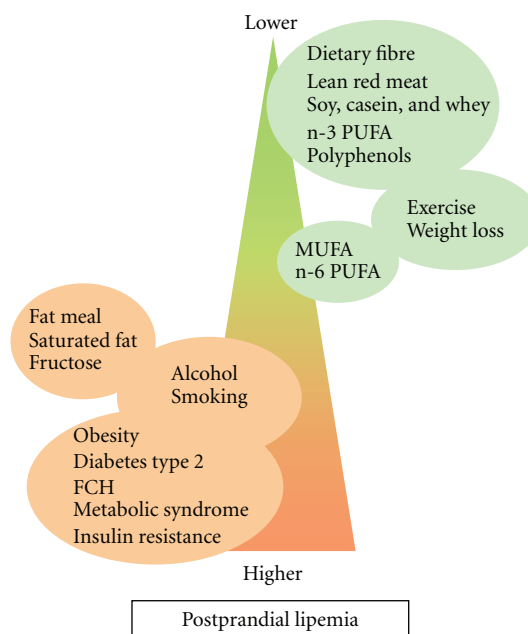 Lower
Dietary fibre
Lean red meat
Soy, casein, and whey
n-3 PUFA
Polyphenols
Exercise
Weight loss
MUFA
n-6 PUFA
Fat meal
Saturated fat
Fructose
Alcohol
Smoking
Obesity
Diabetes type 2
FCH
Metabolic syndrome
Insulin resistance
Higher
Postprandial lipemia